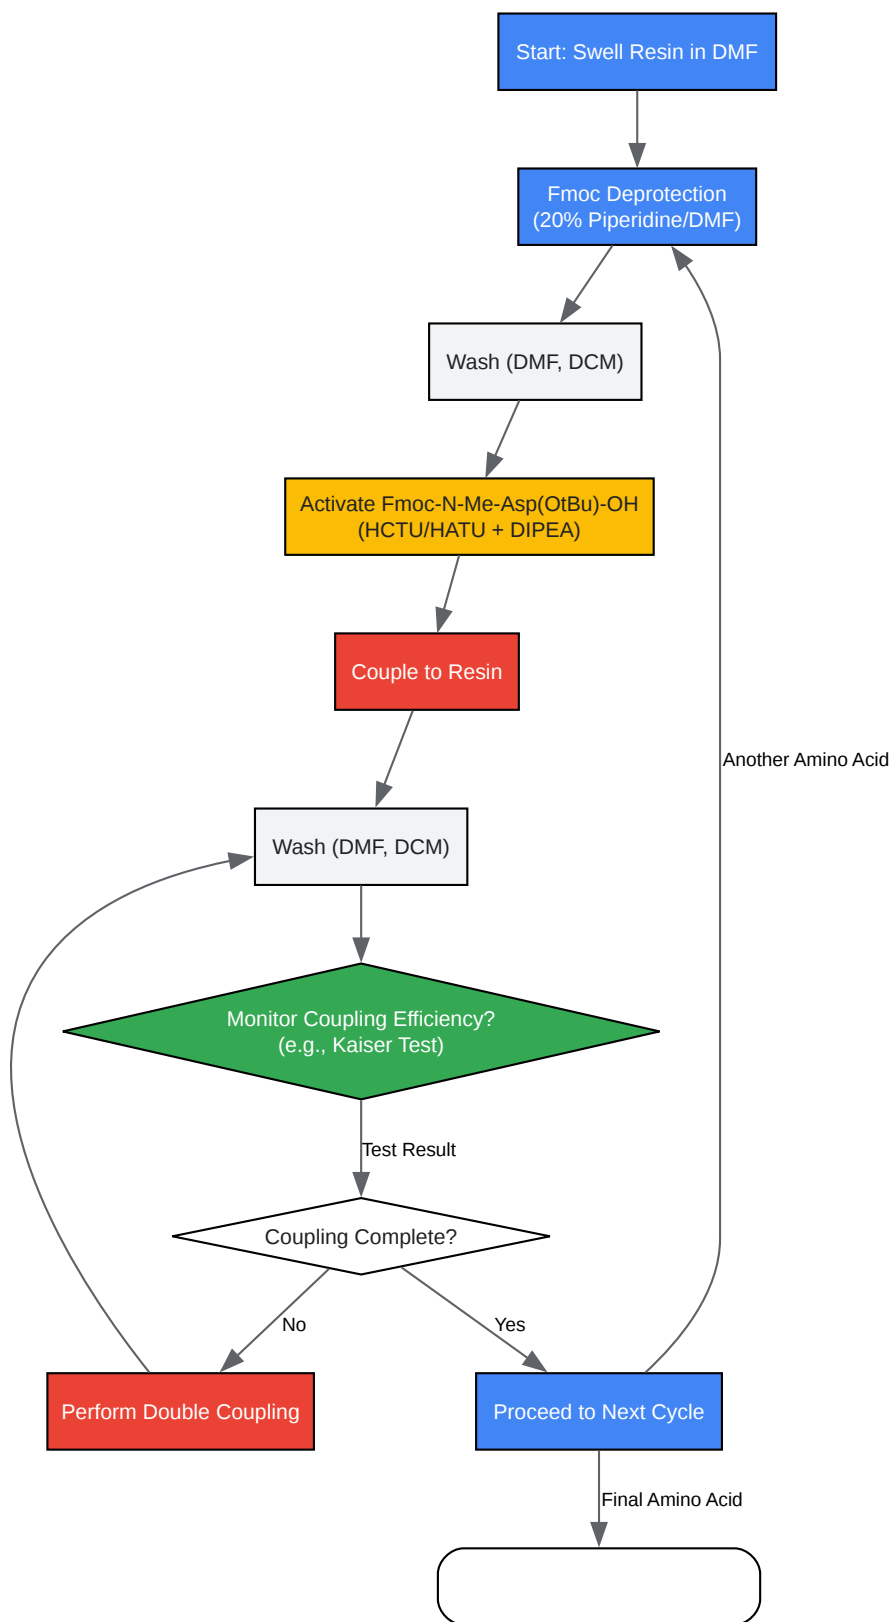 Start: Swell Resin in DMF
Fmoc Deprotection
(20% Piperidine/DMF)
Wash (DMF, DCM)
Activate Fmoc-N-Me-Asp(OtBu)-OH
(HCTU/HATU + DIPEA)
Couple to Resin
Another Amino Acid
Wash (DMF, DCM)
Monitor Coupling Efficiency?
(e.g., Kaiser Test)
Test Result
Coupling Complete?
No
Yes
Perform Double Coupling
Proceed to Next Cycle
Final Amino Acid